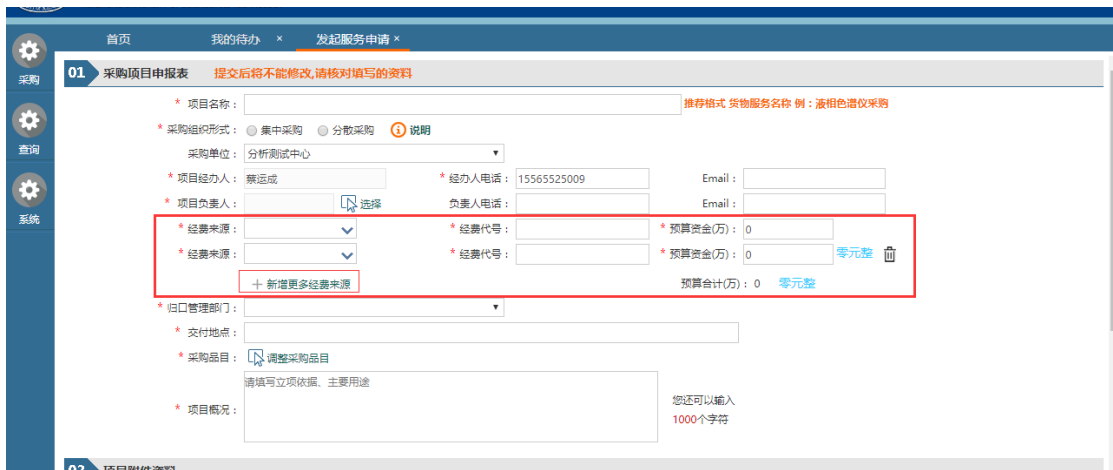 首页 我的待办 × 发起服务申请 ×
采购
查询
系统
01 采购项目申报表 提交后将不能修改,请核对填写的资料
* 项目名称： 推荐格式 货物服务名称 例：液相色谱仪采购
* 采购组织形式： 集中采购 分散采购 说明
采购单位： 分析测试中心
* 项目经办人： 蔡运成 * 经办人电话： 15565525009 Email：
* 项目负责人： 选择 负责人电话： Email：
* 经费来源： * 经费代号： * 预算资金(万)： 0
* 经费来源： * 经费代号： * 预算资金(万)： 0 零元整
+ 新增更多经费来源 预算合计(万)： 0 零元整
* 归口管理部门：
* 交付地点：
* 采购品目： 调整采购品目
* 项目概况： 请填写立项依据、主要用途
您还可以输入
1000个字符
02 项目附件资料